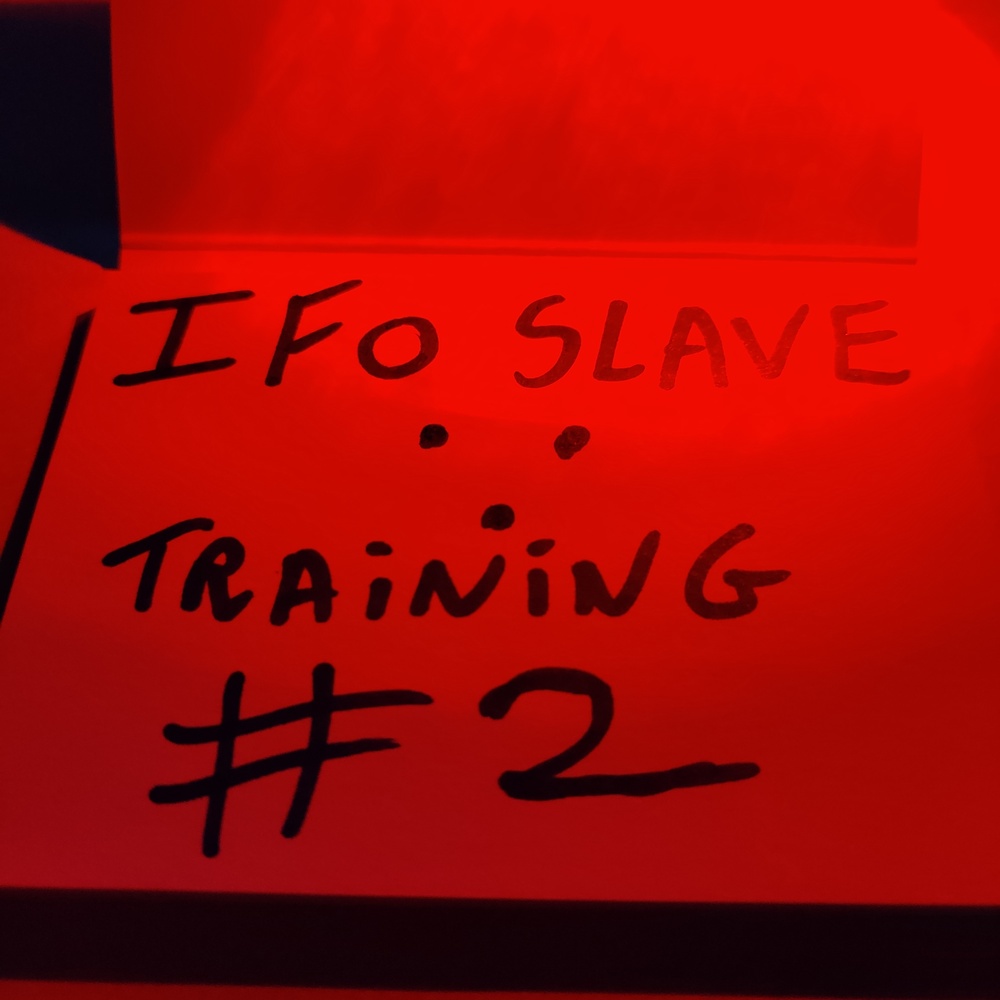 IFO SLAVE
TRAiNiNG
#2